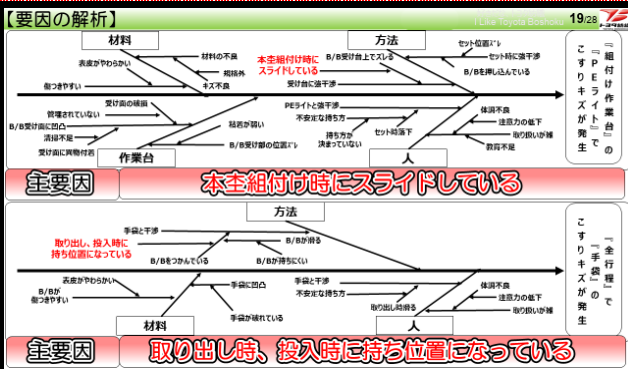 【要因の解析】
I Like Toyota Boshoku
19/28
トヨタ紡織
材料
方法
表皮がやわらかい
材料の不良
規格外
傷つきやすい
キズ不良
本杢組付け時に
スライドしている
B/B受け台上でズレる
セット位置ズレ
セット時に強干渉
B/Bを押し込んでいる
受け台に強干渉
受け面の破損
管理されていない
B/B受け面に凹凸
清掃不足
受け面に異物付着
粘着が弱い
B/B受け部の位置ズレ
PEライトと強干渉
不安定な持ち方
持ち方が
決まっていない
セット時落下
体調不良
注意力の低下
取り扱いが雑
教育不足
作業台
人
『組付け作業台』の
『PEライト』で
こすりキズが発生
主要因
本杢組付け時にスライドしている
方法
手袋と干渉
取り出し、投入時に
持ち位置になっている
B/Bが滑る
B/Bをつかんでいる
B/Bが持ちにくい
表皮がやわらかい
B/Bが
傷つきやすい
手袋に凹凸
手袋が破れている
手袋と干渉
不安定な持ち方
取り出し時滑る
体調不良
注意力の低下
取り扱いが雑
材料
人
『全行程』で
『手袋』の
こすりキズが発生
主要因
取り出し時、投入時に持ち位置になっている